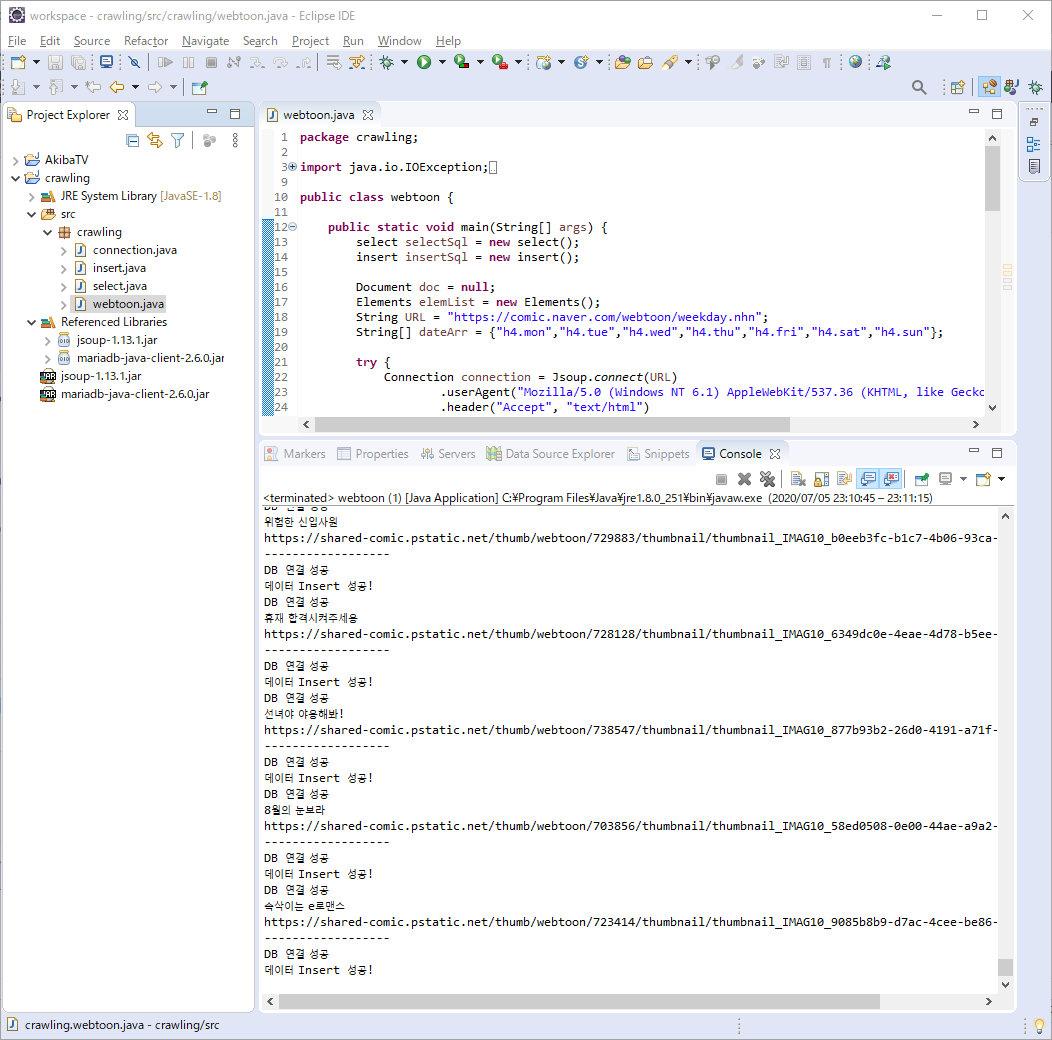 workspace - crawling/src/crawling/webtoon.java - Eclipse IDE
File Edit Source Refactor Navigate Search Project Run Window Help
Project Explorer
AkibaTV
crawling
JRE System Library [JavaSE-1.8]
src
crawling
connection.java
insert.java
select.java
webtoon.java
Referenced Libraries
jsoup-1.13.1.jar
mariadb-java-client-2.6.0.jar
jsoup-1.13.1.jar
mariadb-java-client-2.6.0.jar
webtoon.java
1 package crawling;
2
3 import java.io.IOException;
9
10 public class webtoon {
11
12 public static void main(String[] args) {
13 select selectSql = new select();
14 insert insertSql = new insert();
15
16 Document doc = null;
17 Elements elemList = new Elements();
18 String URL = "https://comic.naver.com/webtoon/weekday.nhn";
19 String[] dateArr = {"h4.mon","h4.tue","h4.wed","h4.thu","h4.fri","h4.sat","h4.sun"};
20
21 try {
22 Connection connection = Jsoup.connect(URL)
23 .userAgent("Mozilla/5.0 (Windows NT 6.1) AppleWebKit/537.36 (KHTML, like Gecko
24 .header("Accept", "text/html")
Markers Properties Servers Data Source Explorer Snippets Console
<terminated> webtoon (1) [Java Application] C:¥Program Files¥Java¥jre1.8.0_251¥bin¥javaw.exe (2020/07/05 23:10:45 – 23:11:15)
DB 연결 성공
위험한 신입사원
https://shared-comic.pstatic.net/thumb/webtoon/729883/thumbnail/thumbnail_IMAG10_b0eeb3fc-b1c7-4b06-93ca-
------------------
DB 연결 성공
데이터 Insert 성공!
DB 연결 성공
휴재 합격시켜주세용
https://shared-comic.pstatic.net/thumb/webtoon/728128/thumbnail/thumbnail_IMAG10_6349dc0e-4eae-4d78-b5ee-
------------------
DB 연결 성공
데이터 Insert 성공!
DB 연결 성공
선녀야 야옹해봐!
https://shared-comic.pstatic.net/thumb/webtoon/738547/thumbnail/thumbnail_IMAG10_877b93b2-26d0-4191-a71f-
------------------
DB 연결 성공
데이터 Insert 성공!
DB 연결 성공
8월의 눈보라
https://shared-comic.pstatic.net/thumb/webtoon/703856/thumbnail/thumbnail_IMAG10_58ed0508-0e00-44ae-a9a2-
------------------
DB 연결 성공
데이터 Insert 성공!
DB 연결 성공
속삭이는 e로맨스
https://shared-comic.pstatic.net/thumb/webtoon/723414/thumbnail/thumbnail_IMAG10_9085b8b9-d7ac-4cee-be86-
------------------
DB 연결 성공
데이터 Insert 성공!
crawling.webtoon.java - crawling/src